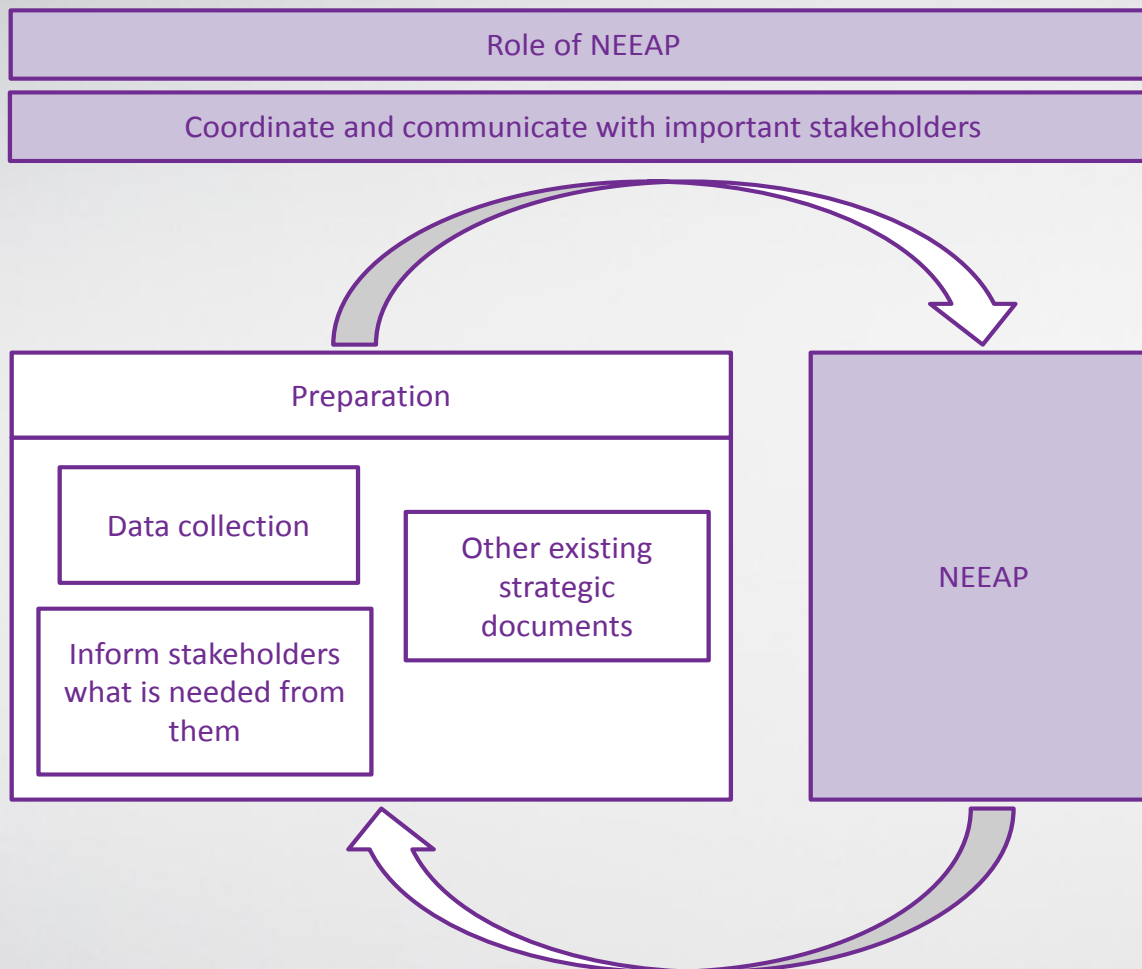 Role of NEEAP
Coordinate and communicate with important stakeholders
Preparation
Data collection
Other existing
strategic
documents
Inform stakeholders
what is needed from
them
NEEAP